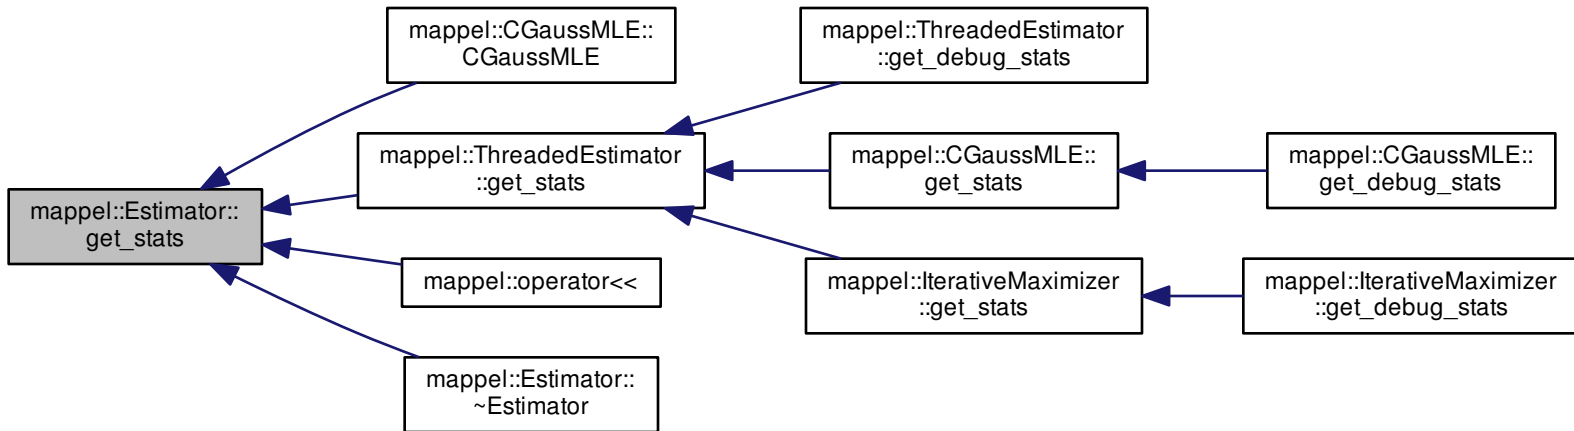 mappel::Estimator::
get_stats
mappel::CGaussMLE::
CGaussMLE
mappel::ThreadedEstimator
::get_stats
mappel::operator<<
mappel::Estimator::
~Estimator
mappel::ThreadedEstimator
::get_debug_stats
mappel::CGaussMLE::
get_stats
mappel::IterativeMaximizer
::get_stats
mappel::CGaussMLE::
get_debug_stats
mappel::IterativeMaximizer
::get_debug_stats